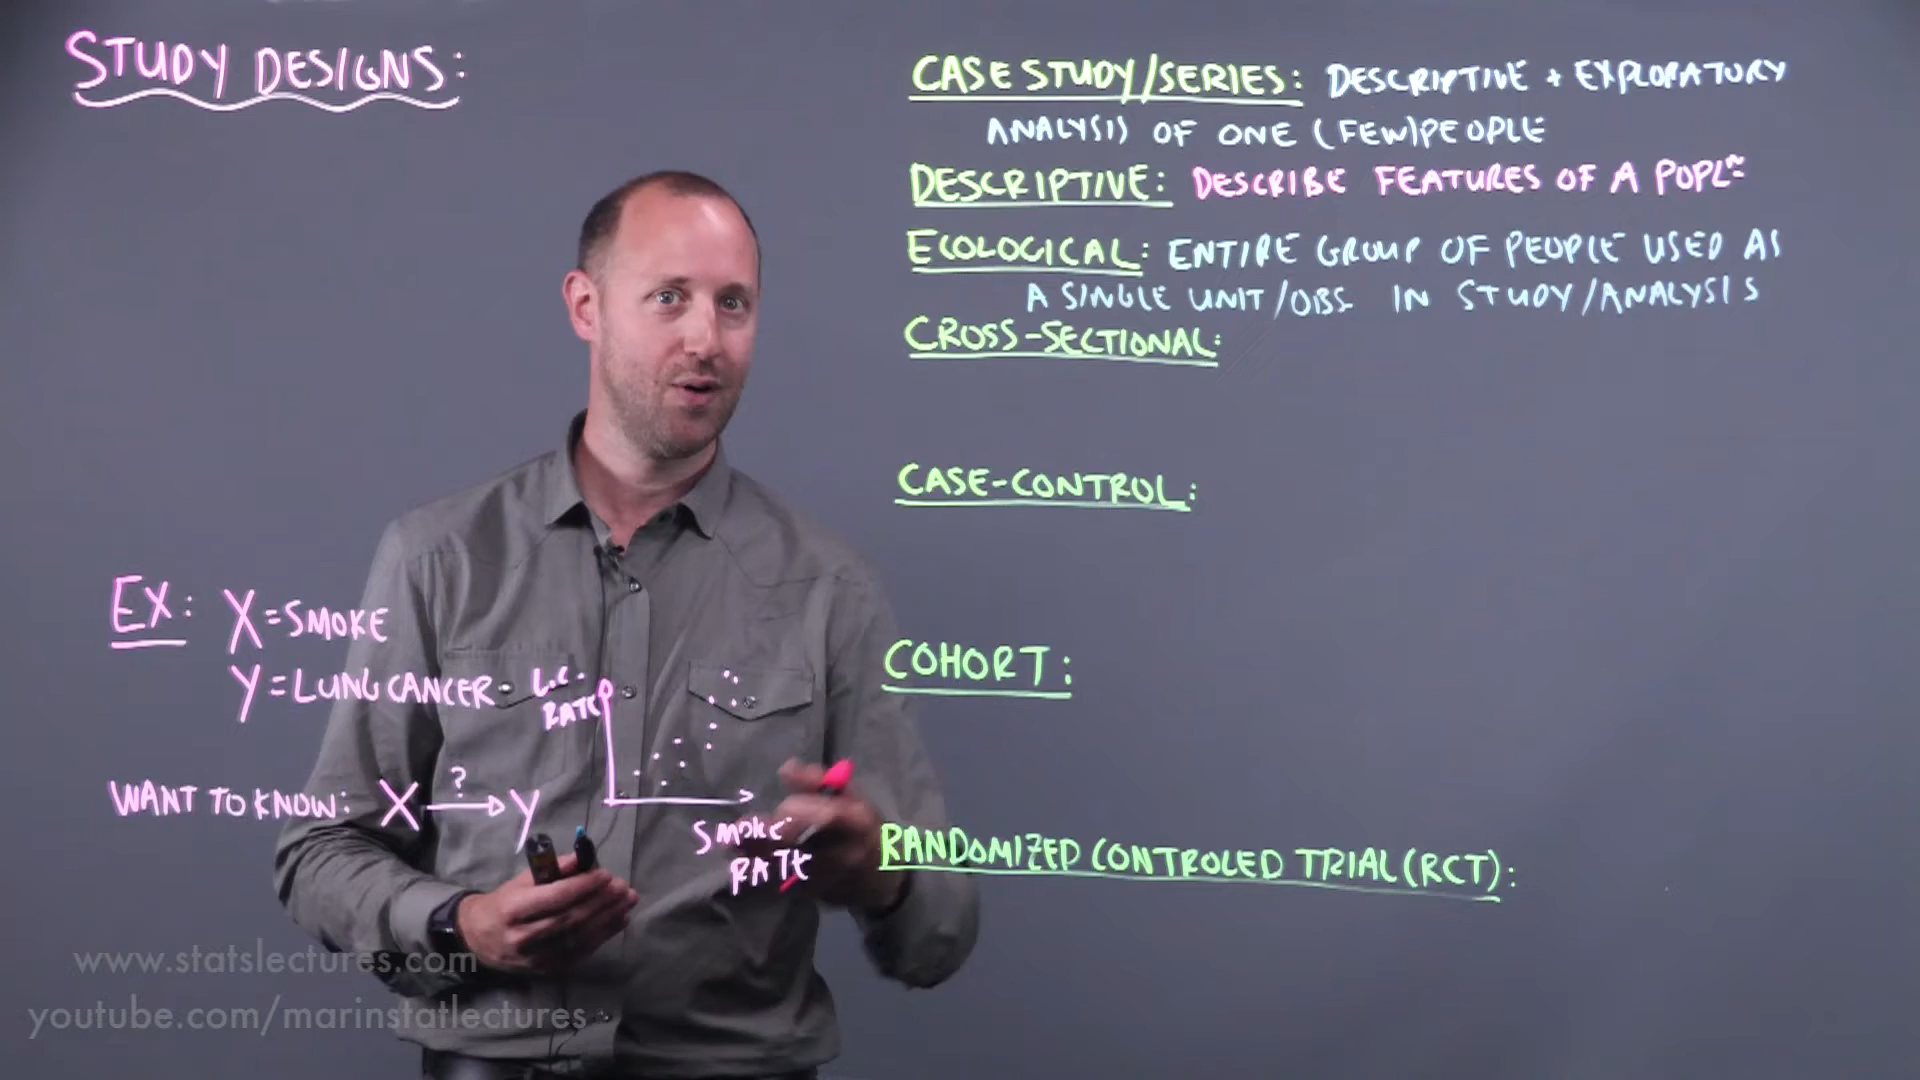 STUDY DESIGNS:
CASE STUDY/SERIES: DESCRIPTIVE + EXPLORATORY
ANALYSIS OF ONE (FEW) PEOPLE
DESCRIPTIVE: DESCRIBE FEATURES OF A POPL~
ECOLOGICAL: ENTIRE GROUP OF PEOPLE USED AS
A SINGLE UNIT/OBS IN STUDY/ANALYSIS
CROSS-SECTIONAL:
CASE-CONTROL:
COHORT:
RANDOMIZED CONTROLED TRIAL (RCT):
EX: X=SMOKE
Y=LUNG CANCER
WANT TO KNOW: X ?→ Y
L.C.
RATE
SMOKE
RATE
www.statslectures.com
youtube.com/marinstatlectures